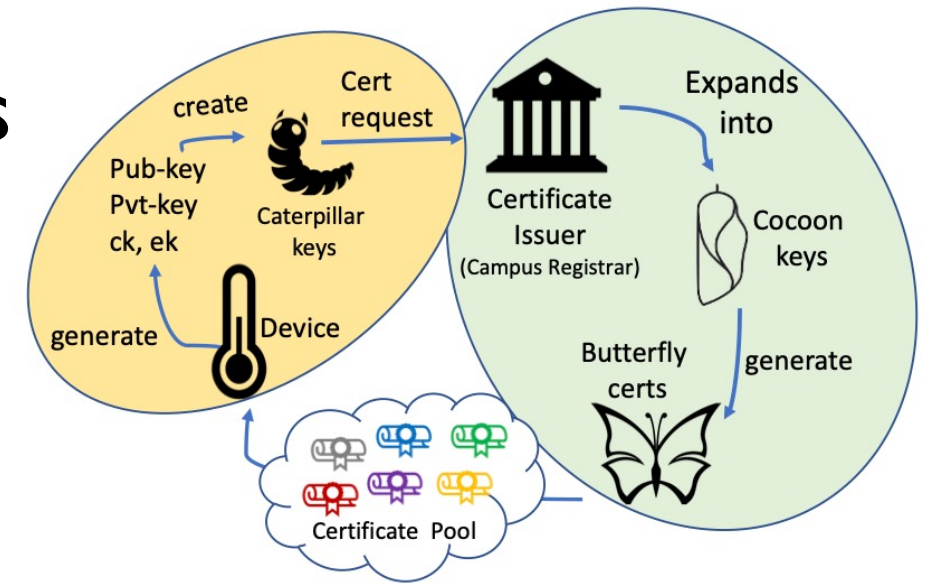 s
create
Cert
request
Pub-key
Pvt-key
ck, ek
Caterpillar
keys
generate
Device
Certificate
Issuer
(Campus Registrar)
Expands
into
Cocoon
keys
generate
Butterfly
certs
Certificate Pool